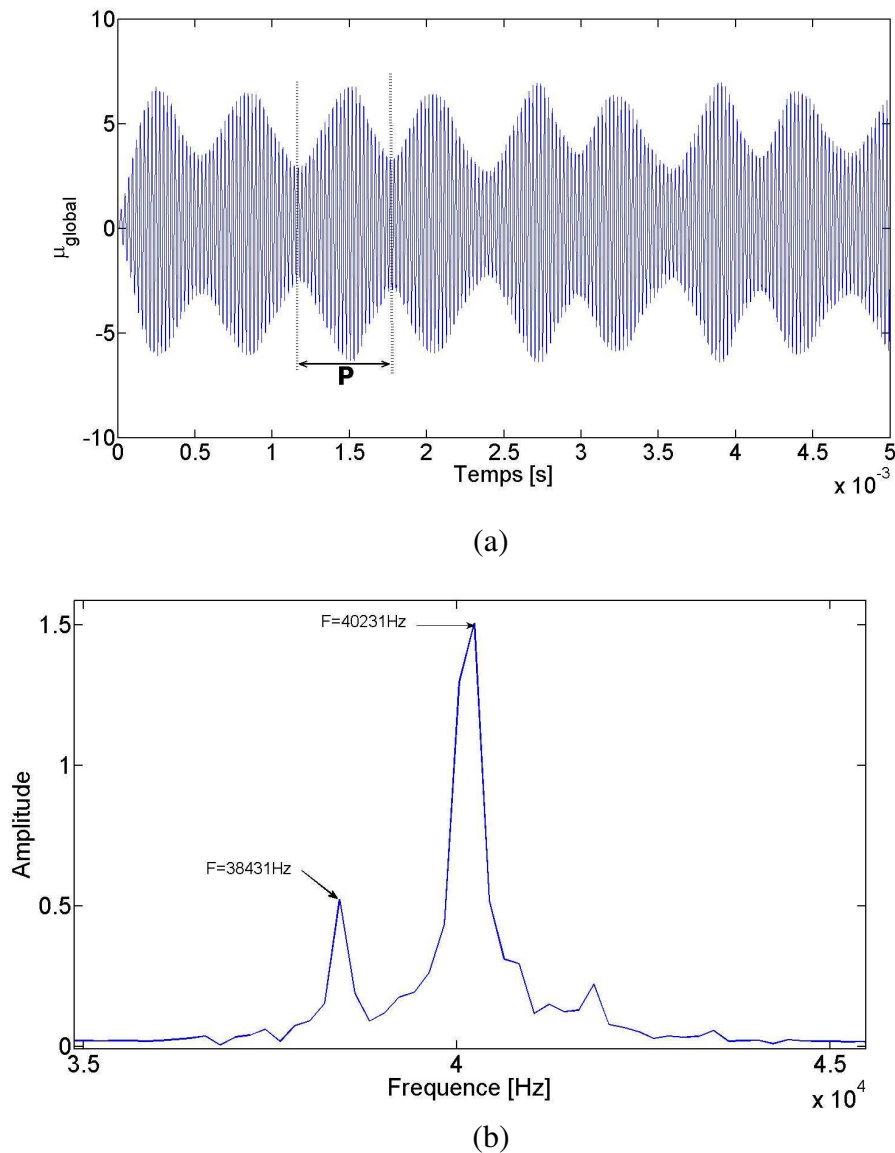 10
5
0
-5
-10
μglobal
P
0 0.5 1 1.5 2 2.5 3 3.5 4 4.5 5
Temps [s]
x 10-3
(a)
1.5
1
0.5
0
Amplitude
F=40231Hz
F=38431Hz
3.5 4 4.5
Frequence [Hz]
x 104
(b)